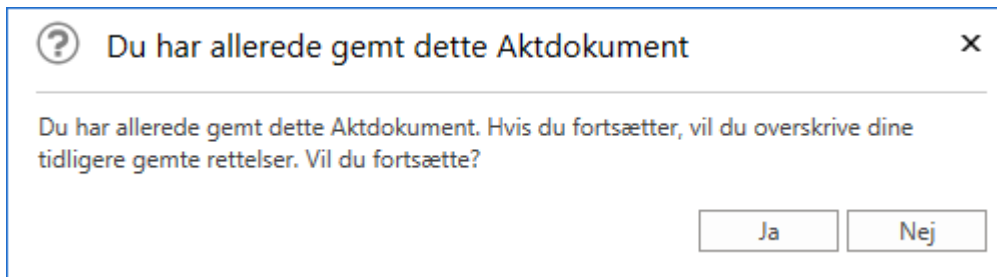 Du har allerede gemt dette Aktdokument
Du har allerede gemt dette Aktdokument. Hvis du fortsætter, vil du overskrive dine
tidligere gemte rettelser. Vil du fortsætte?
Ja
Nej